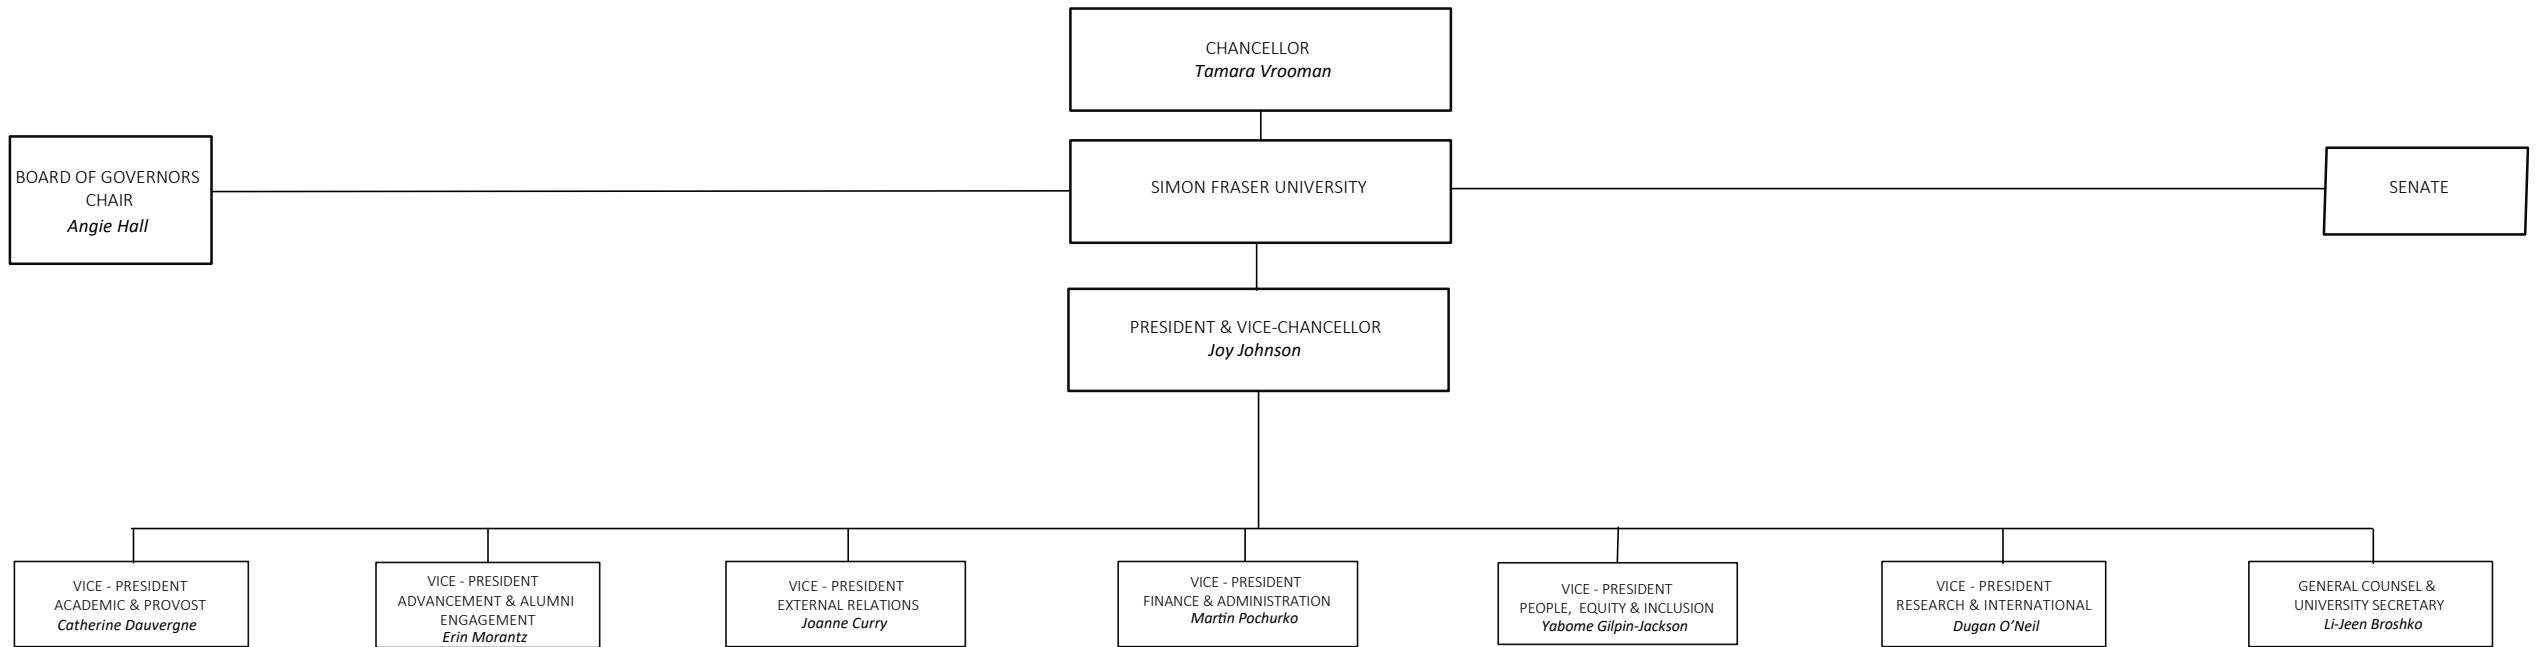 CHANCELLOR
Tamara Vrooman
BOARD OF GOVERNORS
CHAIR
Angie Hall
SIMON FRASER UNIVERSITY
SENATE
PRESIDENT & VICE-CHANCELLOR
Joy Johnson
VICE - PRESIDENT
ACADEMIC & PROVOST
Catherine Dauvergne
VICE - PRESIDENT
ADVANCEMENT & ALUMNI
ENGAGEMENT
Erin Morantz
VICE - PRESIDENT
EXTERNAL RELATIONS
Joanne Curry
VICE - PRESIDENT
FINANCE & ADMINISTRATION
Martin Pochurko
VICE - PRESIDENT
PEOPLE, EQUITY & INCLUSION
Yabome Gilpin-Jackson
VICE - PRESIDENT
RESEARCH & INTERNATIONAL
Dugan O’Neil
GENERAL COUNSEL &
UNIVERSITY SECRETARY
Li-Jeen Broshko